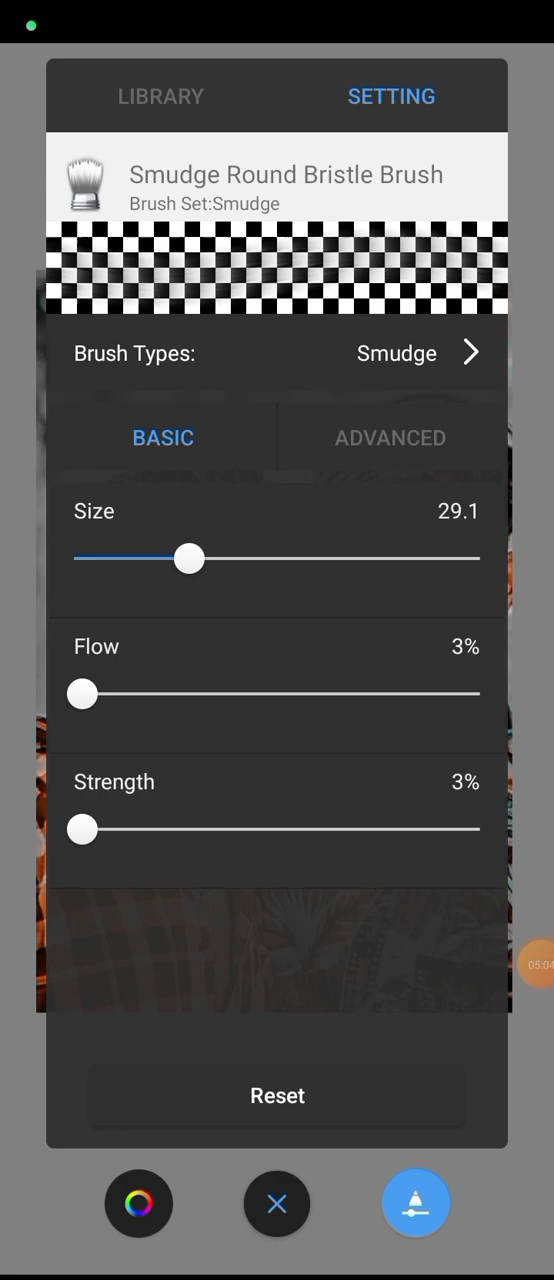 LIBRARY SETTING
Smudge Round Bristle Brush
Brush Set:Smudge
Brush Types: Smudge
BASIC ADVANCED
Size 29.1
Flow 3%
Strength 3%
05:04
Reset